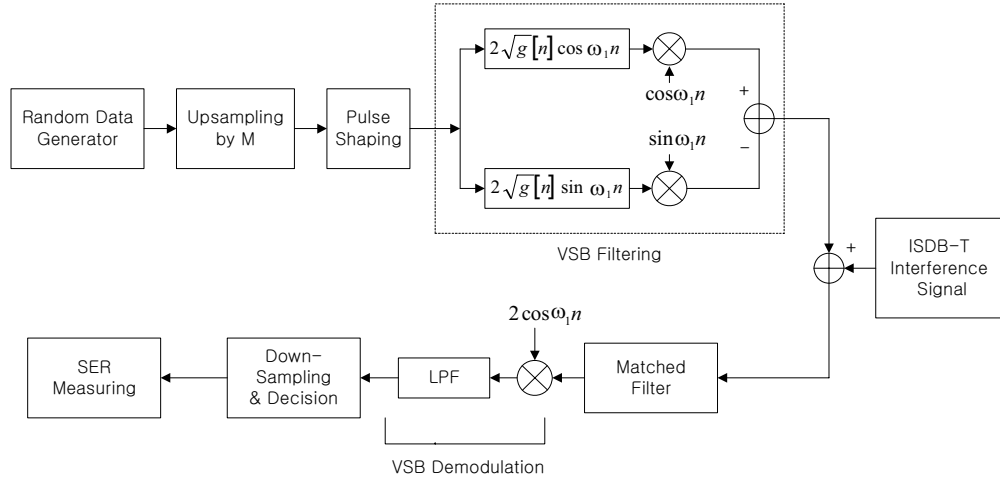 2√g[n] cos ω₁n
cosω₁n
+
Random Data
Generator
Upsampling
by M
Pulse
Shaping
sinω₁n
−
2√g[n] sin ω₁n
VSB Filtering
+
ISDB-T
Interference
Signal
2cosω₁n
SER
Measuring
Down-
Sampling
& Decision
LPF
Matched
Filter
VSB Demodulation